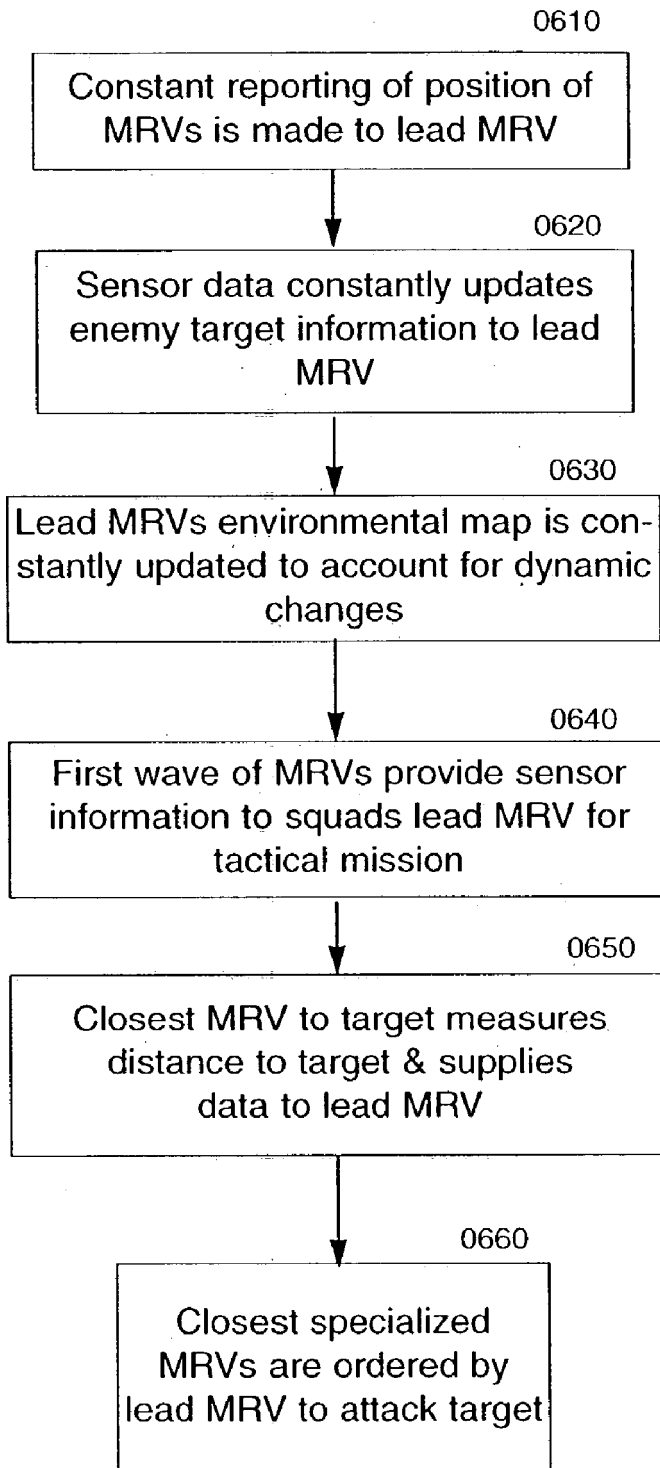 0610
Constant reporting of position of
MRVs is made to lead MRV
0620
Sensor data constantly updates
enemy target information to lead
MRV
0630
Lead MRVs environmental map is con-
stantly updated to account for dynamic
changes
0640
First wave of MRVs provide sensor
information to squads lead MRV for
tactical mission
0650
Closest MRV to target measures
distance to target & supplies
data to lead MRV
0660
Closest specialized
MRVs are ordered by
lead MRV to attack target